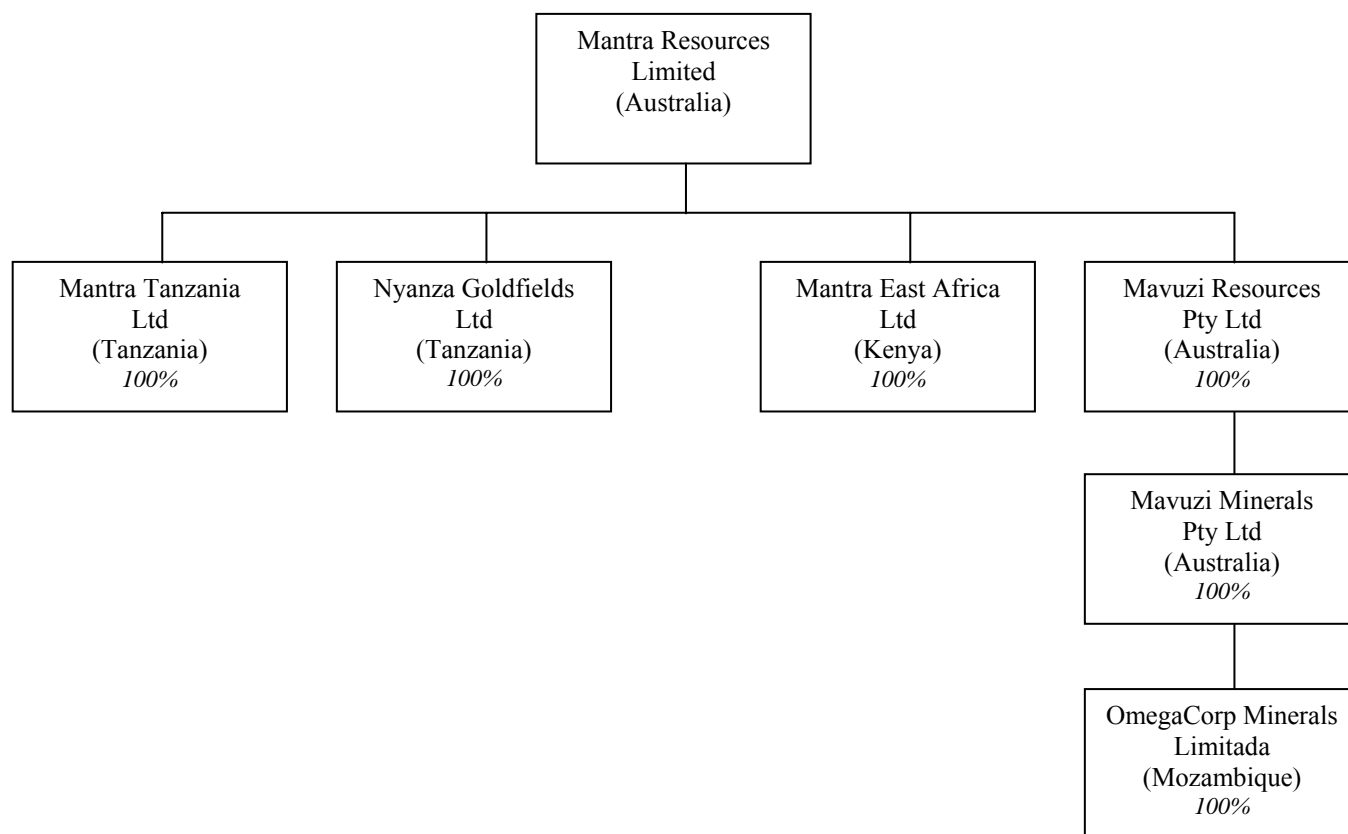 Mantra Resources
Limited
(Australia)
Mantra Tanzania
Ltd
(Tanzania)
100%
Nyanza Goldfields
Ltd
(Tanzania)
100%
Mantra East Africa
Ltd
(Kenya)
100%
Mavuzi Resources
Pty Ltd
(Australia)
100%
Mavuzi Minerals
Pty Ltd
(Australia)
100%
OmegaCorp Minerals
Limitada
(Mozambique)
100%